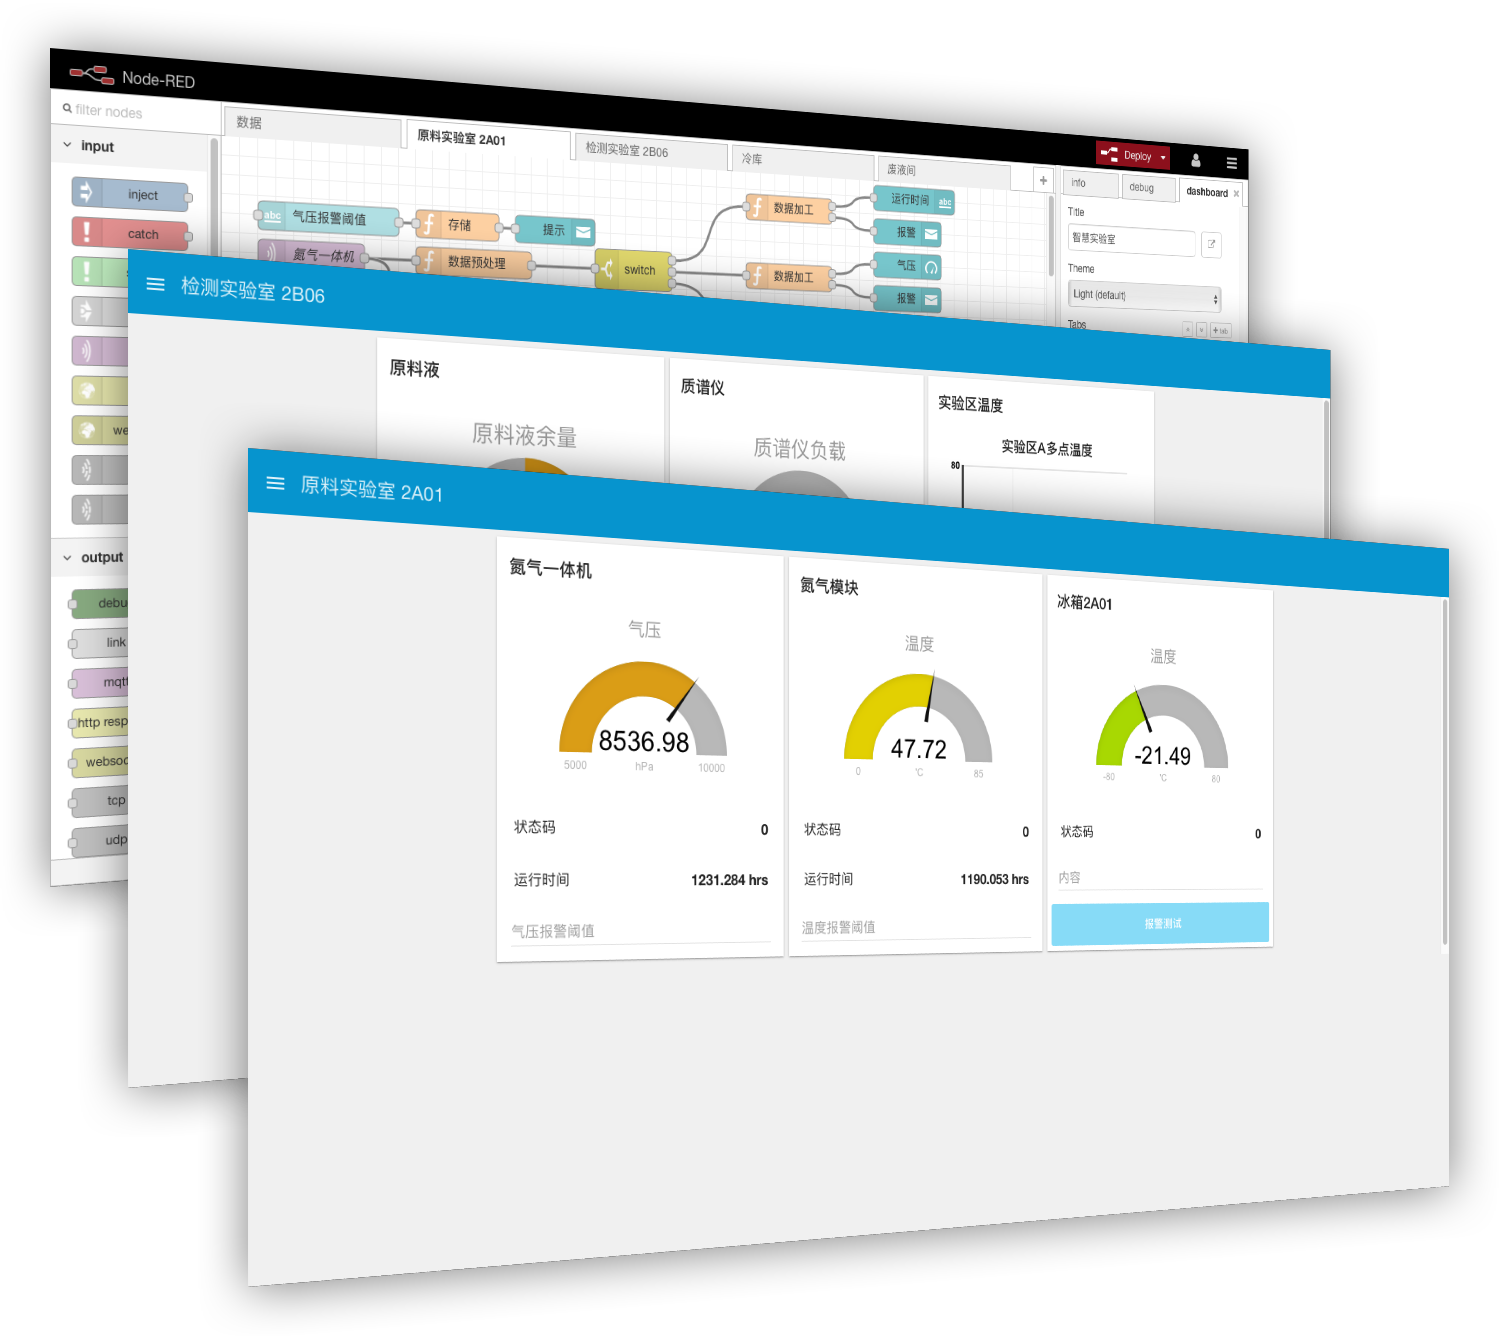 Node-RED
filter nodes
数据
原料实验室 2A01
检测实验室 2B06
冷库
废液间
Deploy
input
inject
catch
info
debug
dashboard
Title
智慧实验室
Theme
Light (default)
Tabs
tab
abc
气压报警阈值
存储
提示
氮气一体机
数据预处理
switch
数据加工
运行时间
abc
报警
数据加工
气压
报警
we
output
debu
link
mqtt
http resp
websoc
tcp
udp
检测实验室 2B06
原料液
原料液余量
质谱仪
质谱仪负载
实验区温度
实验区A多点温度
80
原料实验室 2A01
氮气一体机
气压
8536.98
5000
hPa
10000
状态码
0
运行时间
1231.284 hrs
气压报警阈值
氮气模块
温度
47.72
0
℃
85
状态码
0
运行时间
1190.053 hrs
温度报警阈值
冰箱2A01
温度
-21.49
-80
℃
80
状态码
0
内容
报警测试